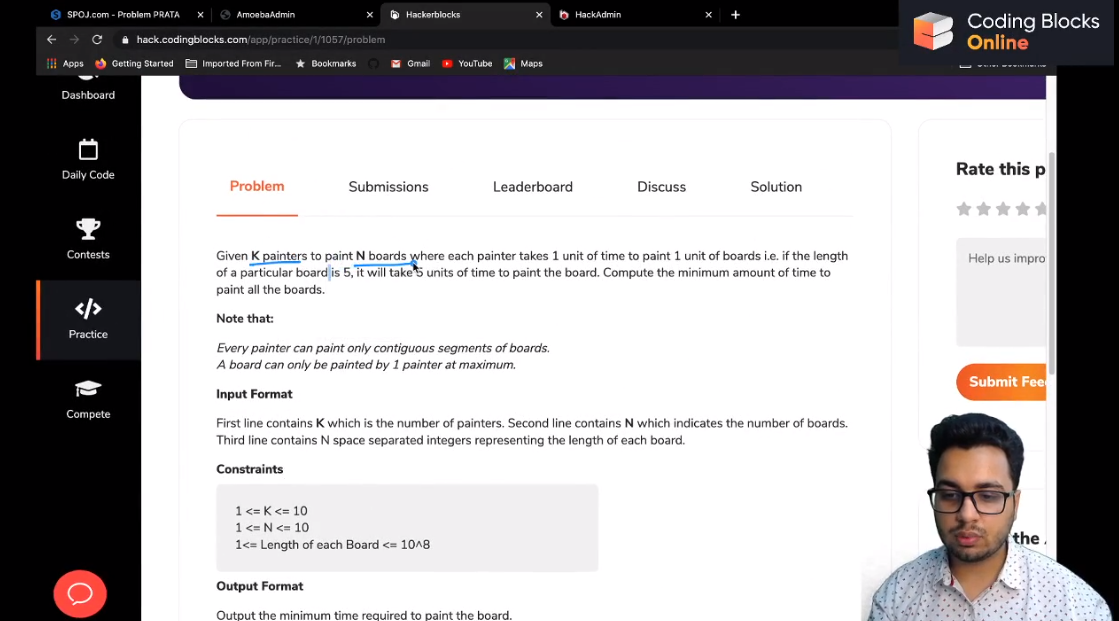 SPOJ.com - Problem PRATA
AmoebaAdmin
Hackerblocks
HackAdmin
hack.codingblocks.com/app/practice/1/1057/problem
Coding Blocks
Online
Apps
Getting Started
Imported From Fir...
Bookmarks
Gmail
YouTube
Maps
Dashboard
Daily Code
Contests
Practice
Compete
Problem
Submissions
Leaderboard
Discuss
Solution
Given K painters to paint N boards where each painter takes 1 unit of time to paint 1 unit of boards i.e. if the length
of a particular board is 5, it will take 5 units of time to paint the board. Compute the minimum amount of time to
paint all the boards.
Note that:
Every painter can paint only contiguous segments of boards.
A board can only be painted by 1 painter at maximum.
Input Format
First line contains K which is the number of painters. Second line contains N which indicates the number of boards.
Third line contains N space separated integers representing the length of each board.
Constraints
1 <= K <= 10
1 <= N <= 10
1<= Length of each Board <= 10^8
Output Format
Output the minimum time required to paint the board.
Rate this p
Help us impro
Submit Fee
the A